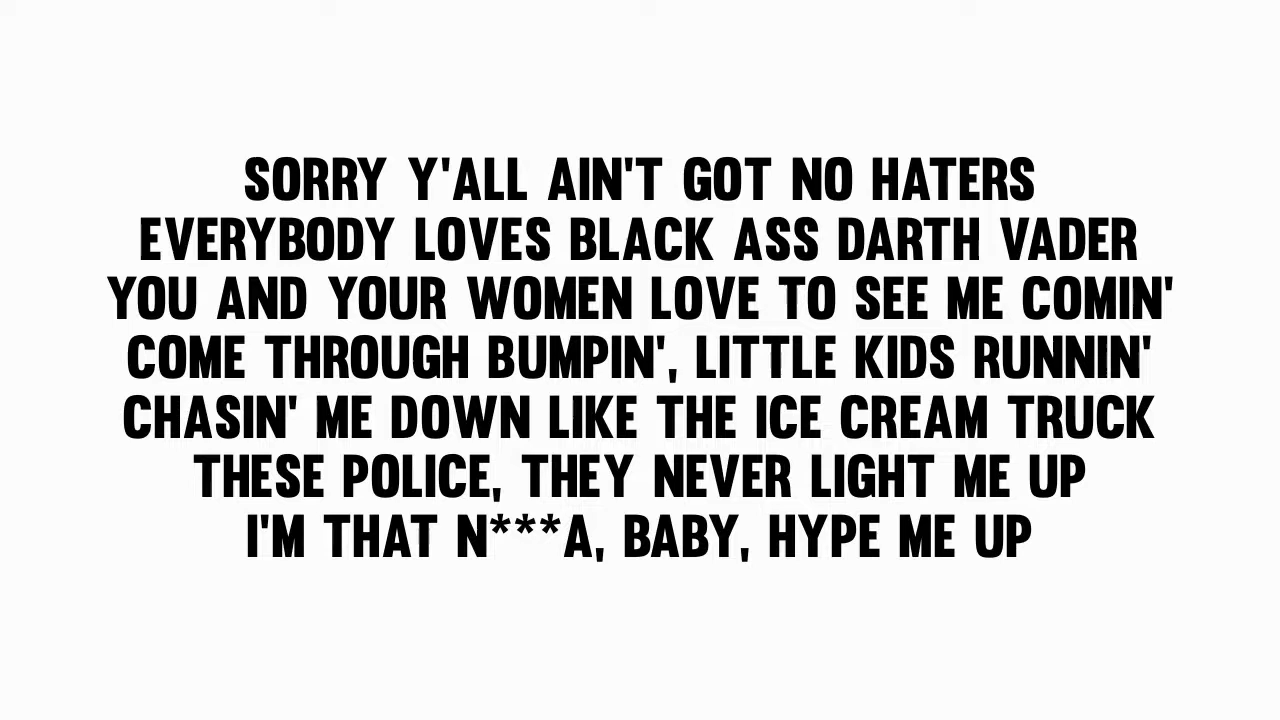 SORRY Y'ALL AIN'T GOT NO HATERS
EVERYBODY LOVES BLACK ASS DARTH VADER
YOU AND YOUR WOMEN LOVE TO SEE ME COMIN'
COME THROUGH BUMPIN', LITTLE KIDS RUNNIN'
CHASIN' ME DOWN LIKE THE ICE CREAM TRUCK
THESE POLICE, THEY NEVER LIGHT ME UP
I'M THAT N***A, BABY, HYPE ME UP